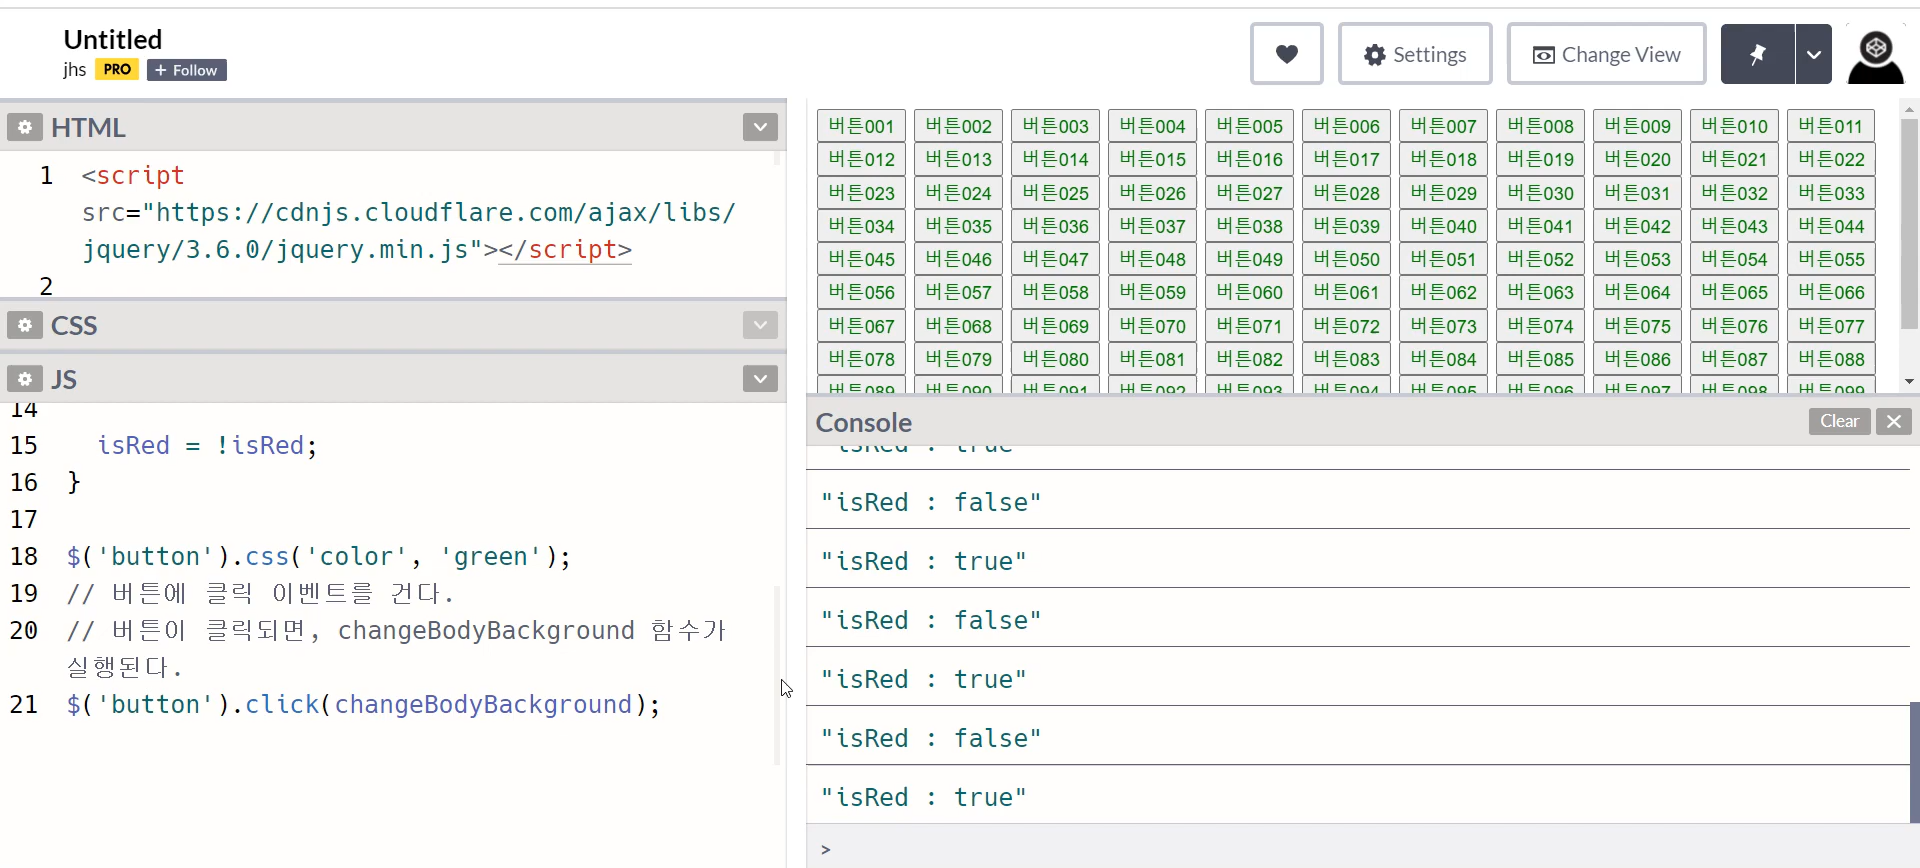 Untitled
jhs PRO + Follow
Settings
Change View
HTML
1 <script
src="https://cdnjs.cloudflare.com/ajax/libs/
jquery/3.6.0/jquery.min.js"></script>
2
CSS
JS
14
15 isRed = !isRed;
16 }
17
18 $('button').css('color', 'green');
19 // 버튼에 클릭 이벤트를 건다.
20 // 버튼이 클릭되면, changeBodyBackground 함수가
실행된다.
21 $('button').click(changeBodyBackground);
버튼001 버튼002 버튼003 버튼004 버튼005 버튼006 버튼007 버튼008 버튼009 버튼010 버튼011
버튼012 버튼013 버튼014 버튼015 버튼016 버튼017 버튼018 버튼019 버튼020 버튼021 버튼022
버튼023 버튼024 버튼025 버튼026 버튼027 버튼028 버튼029 버튼030 버튼031 버튼032 버튼033
버튼034 버튼035 버튼036 버튼037 버튼038 버튼039 버튼040 버튼041 버튼042 버튼043 버튼044
버튼045 버튼046 버튼047 버튼048 버튼049 버튼050 버튼051 버튼052 버튼053 버튼054 버튼055
버튼056 버튼057 버튼058 버튼059 버튼060 버튼061 버튼062 버튼063 버튼064 버튼065 버튼066
버튼067 버튼068 버튼069 버튼070 버튼071 버튼072 버튼073 버튼074 버튼075 버튼076 버튼077
버튼078 버튼079 버튼080 버튼081 버튼082 버튼083 버튼084 버튼085 버튼086 버튼087 버튼088
버튼089 버튼090 버튼091 버튼092 버튼093 버튼094 버튼095 버튼096 버튼097 버튼098 버튼099
Console
Clear
"isRed : true"
"isRed : false"
"isRed : true"
"isRed : false"
"isRed : true"
"isRed : false"
"isRed : true"
>